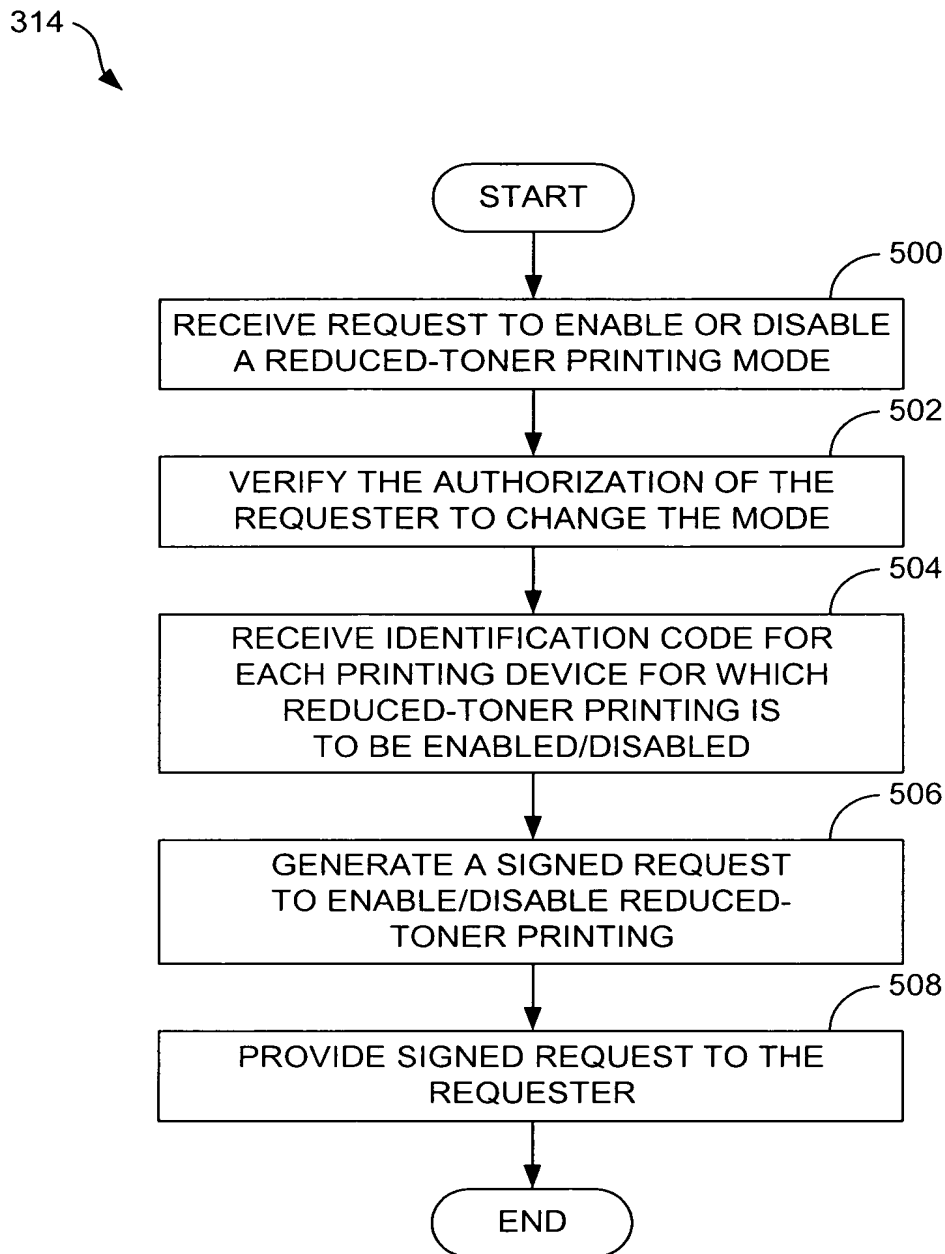 314
START
500
RECEIVE REQUEST TO ENABLE OR DISABLE
A REDUCED-TONER PRINTING MODE
502
VERIFY THE AUTHORIZATION OF THE
REQUESTER TO CHANGE THE MODE
504
RECEIVE IDENTIFICATION CODE FOR
EACH PRINTING DEVICE FOR WHICH
REDUCED-TONER PRINTING IS
TO BE ENABLED/DISABLED
506
GENERATE A SIGNED REQUEST
TO ENABLE/DISABLE REDUCED-
TONER PRINTING
508
PROVIDE SIGNED REQUEST TO THE
REQUESTER
END